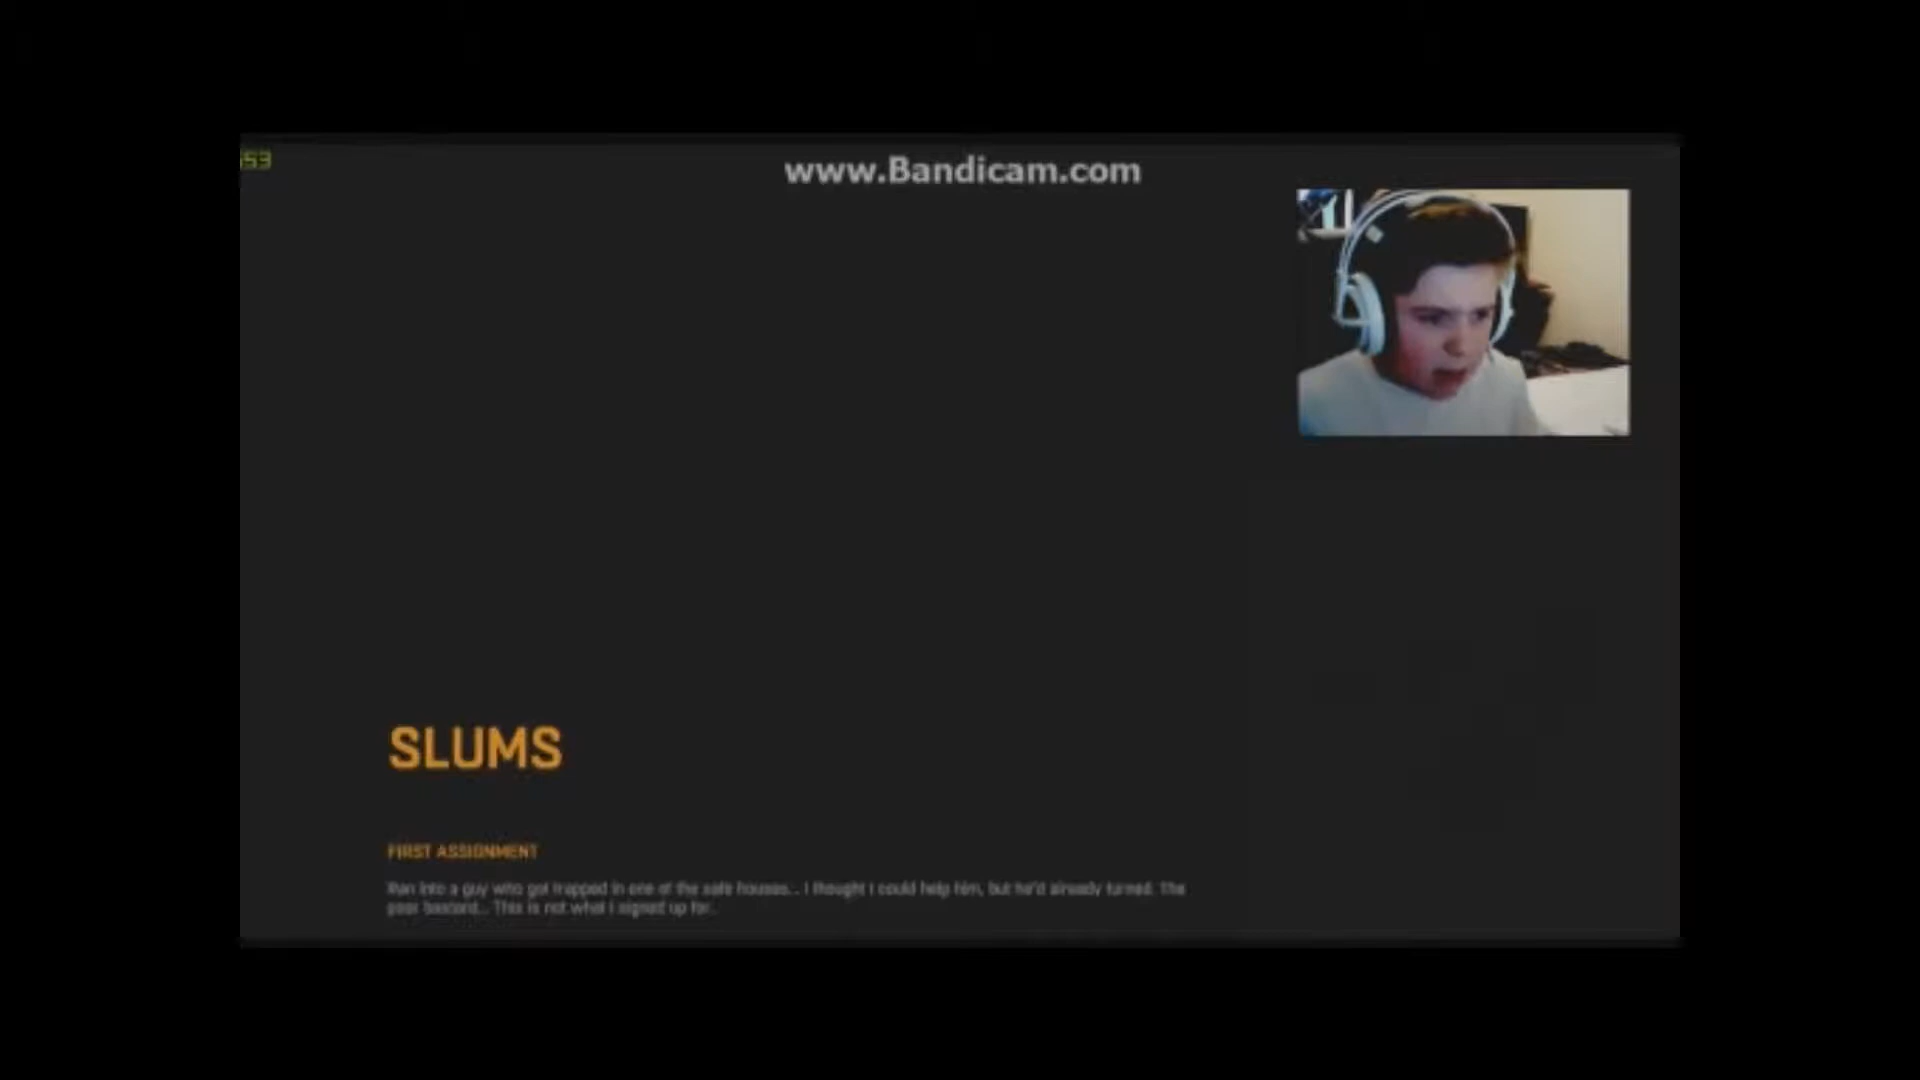 553
www.Bandicam.com
SLUMS
FIRST ASSIGNMENT
Ran into a guy who got trapped in one of the safe houses... I thought I could help him, but he'd already turned. The
poor bastard... This is not what I signed up for.